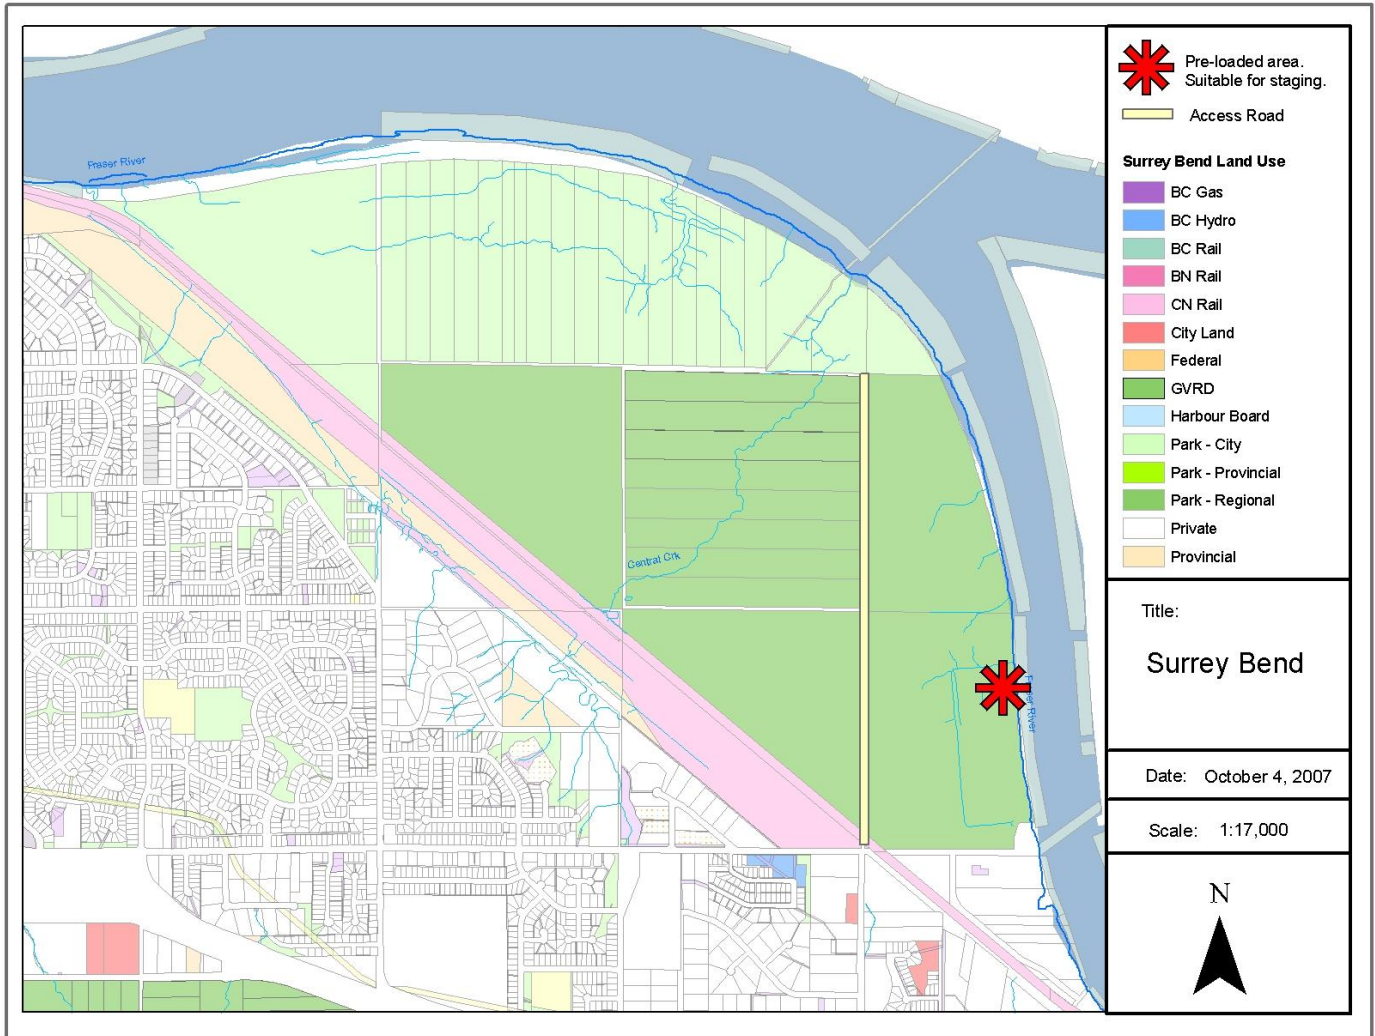 Fraser River
Central Crk
Fraser River
Pre-loaded area.
Suitable for staging.
Access Road
Surrey Bend Land Use
BC Gas
BC Hydro
BC Rail
BN Rail
CN Rail
City Land
Federal
GVRD
Harbour Board
Park - City
Park - Provincial
Park - Regional
Private
Provincial
Title:
Surrey Bend
Date: October 4, 2007
Scale: 1:17,000
N